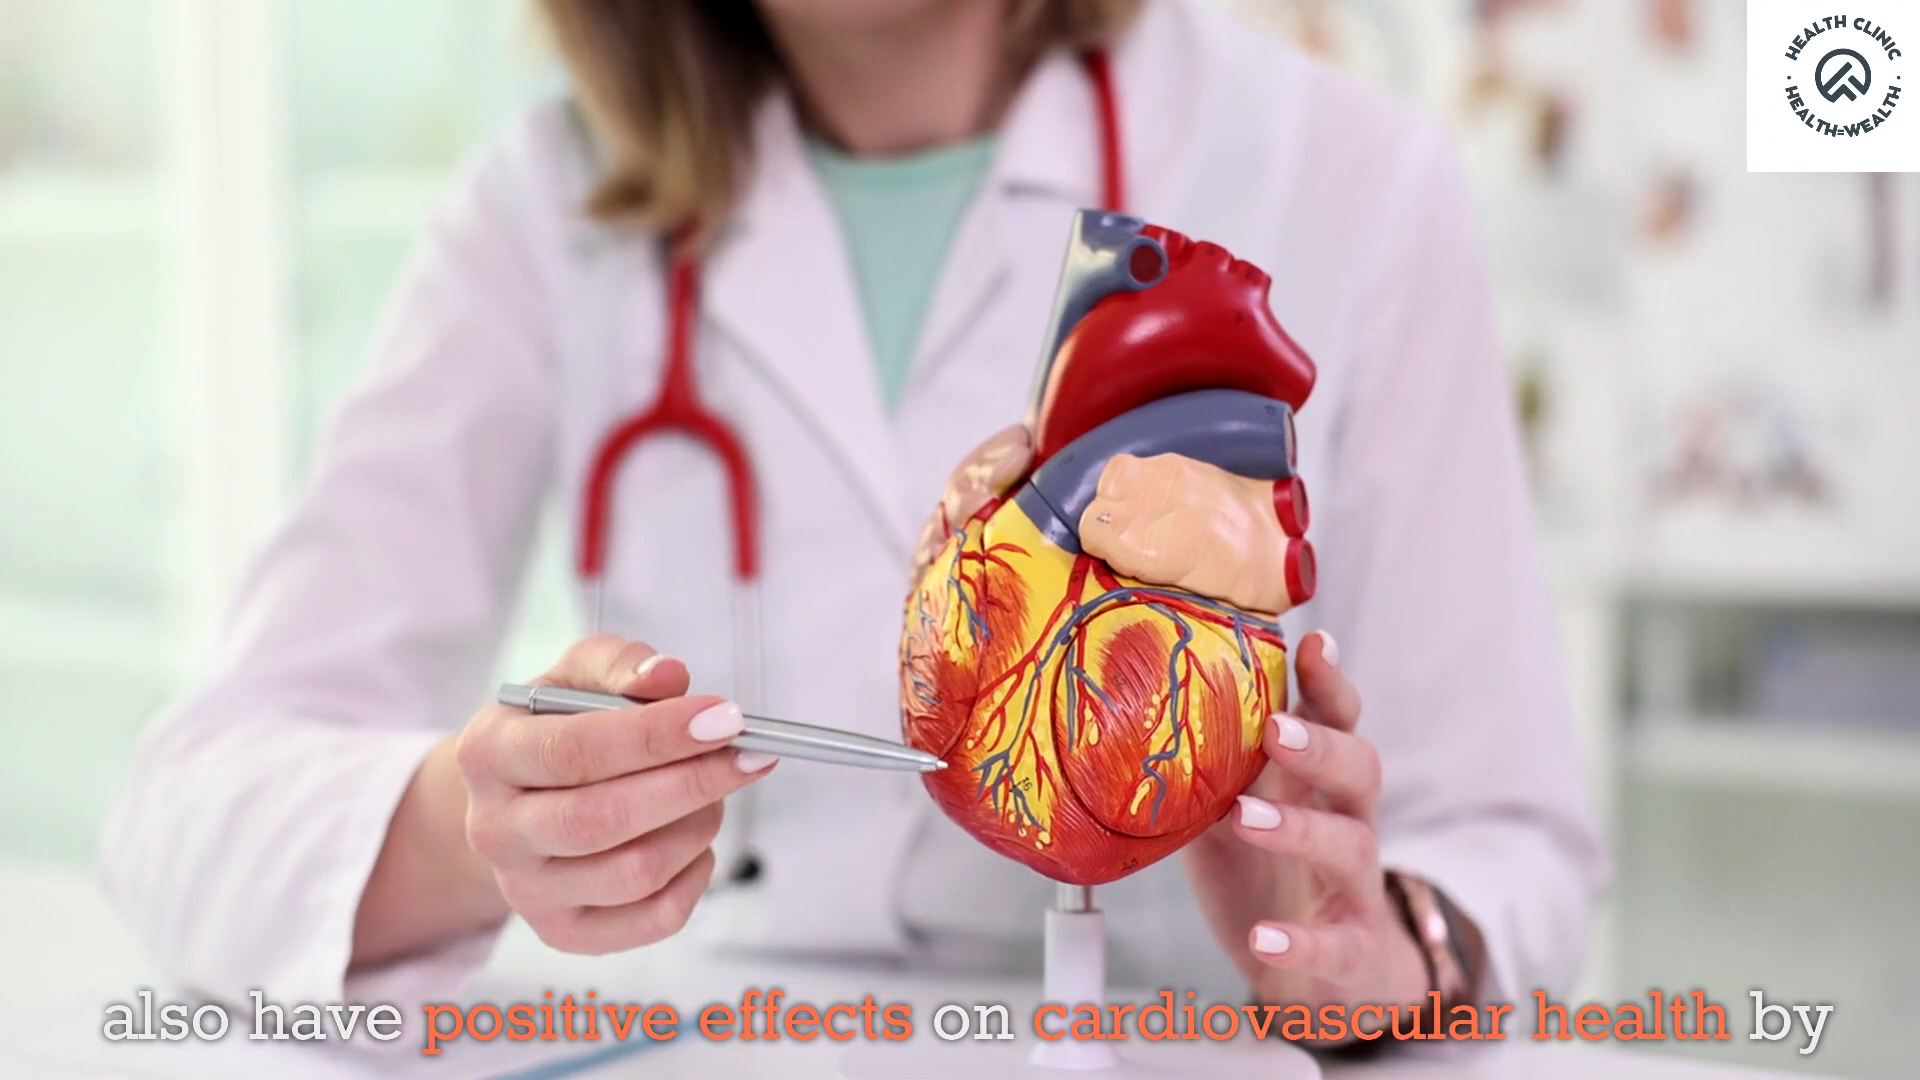 HEALTH CLINIC
HEALTH=WEALTH
also have positive effects on cardiovascular health by